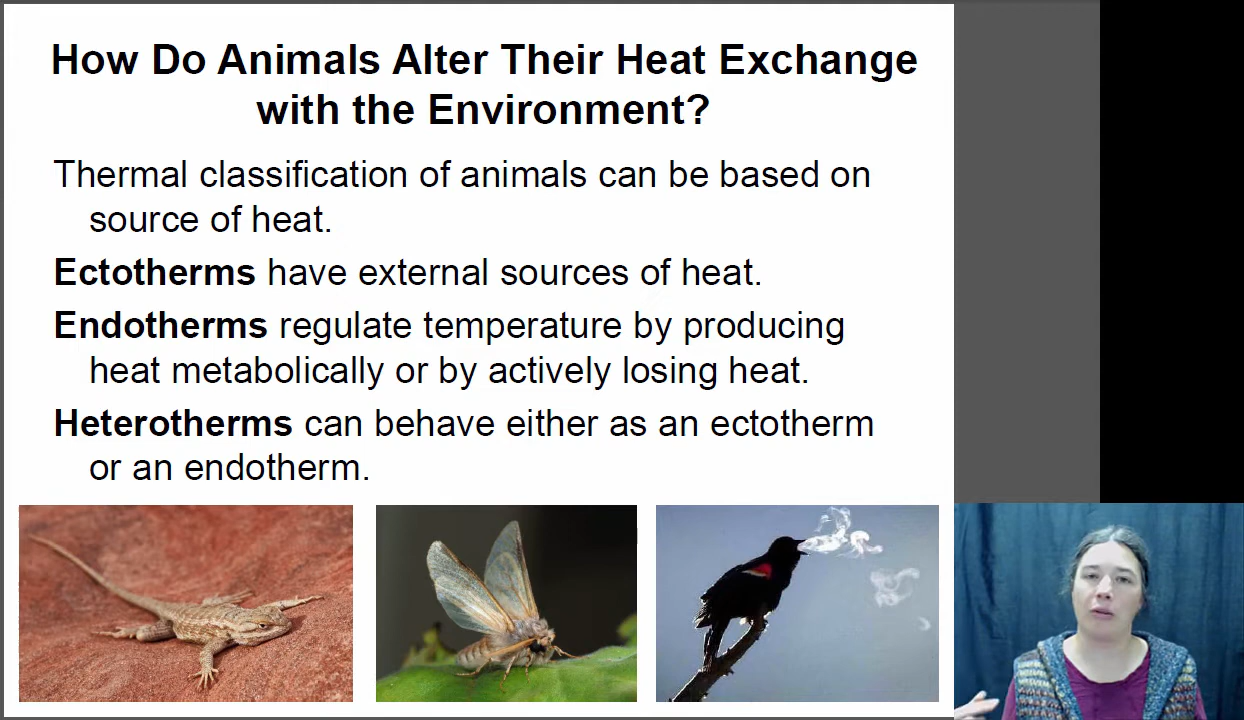 How Do Animals Alter Their Heat Exchange
with the Environment?
Thermal classification of animals can be based on
source of heat.
Ectotherms have external sources of heat.
Endotherms regulate temperature by producing
heat metabolically or by actively losing heat.
Heterotherms can behave either as an ectotherm
or an endotherm.